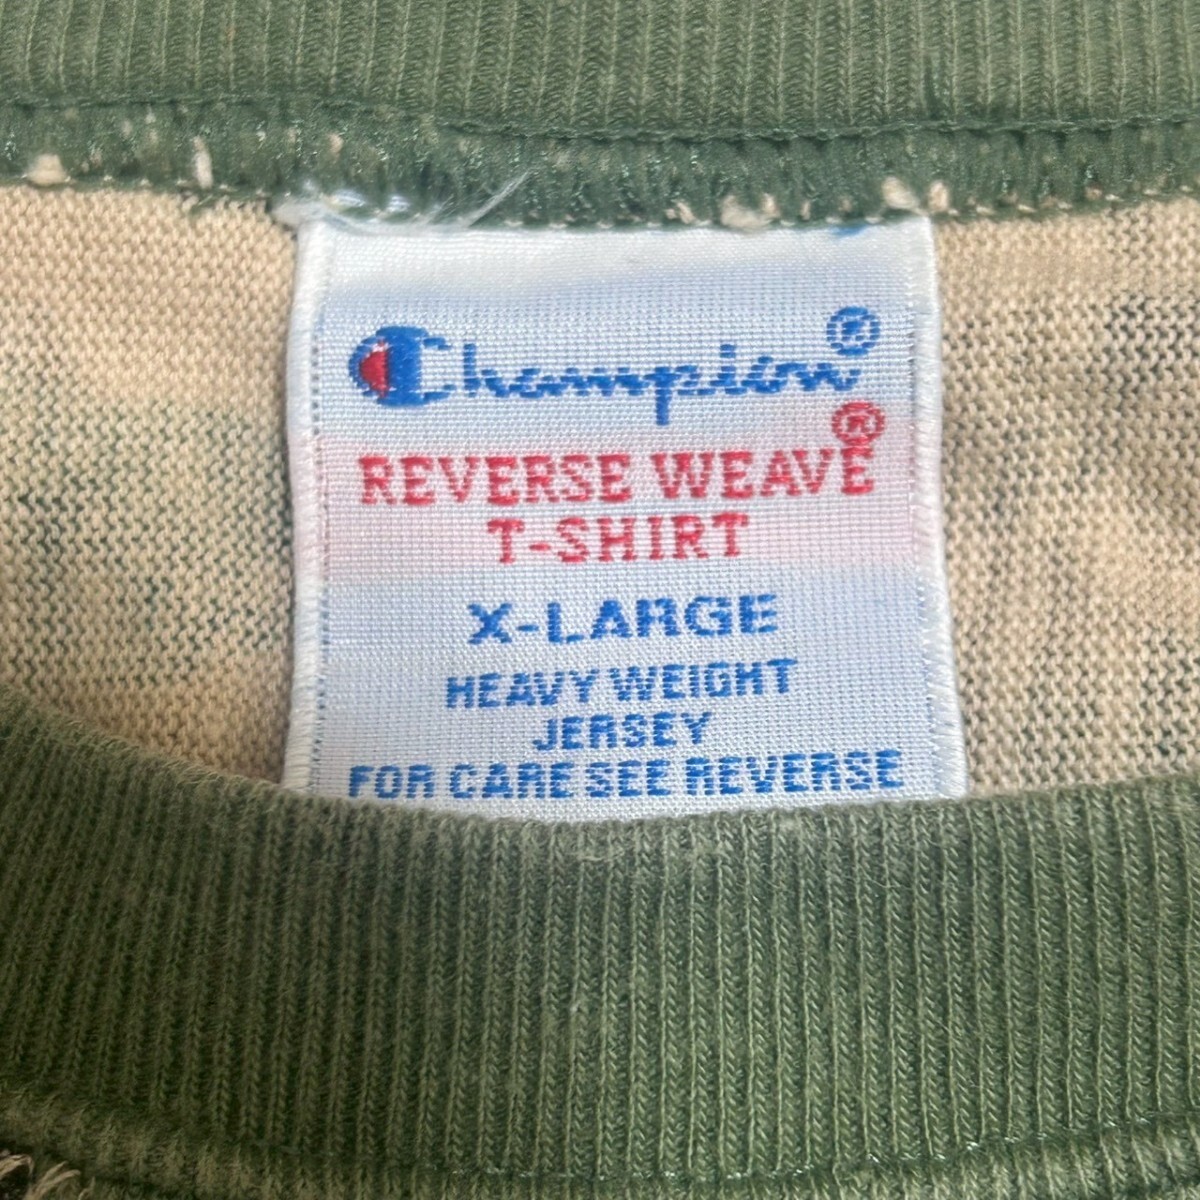 Champion®
REVERSE WEAVE®
T-SHIRT
X-LARGE
HEAVY WEIGHT
JERSEY
FOR CARE SEE REVERSE